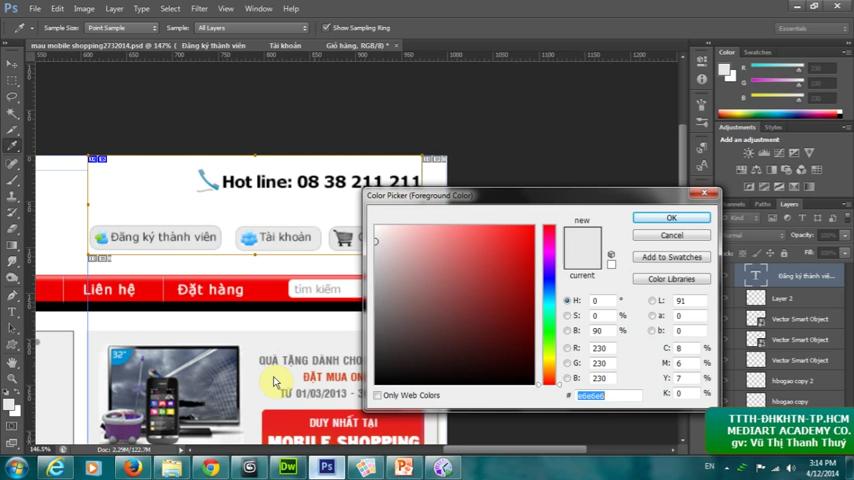 Ps File Edit Image Layer Type Select Filter View Window Help
Sample Size: Point Sample Sample: All Layers Show Sampling Ring Essentials
mau mobile shopping2732014.psd @ 147% ( Đăng ký thành viên Tài khoản Giỏ hàng, RGB/8) *
Color Swatches
R 230
G 230
B 230
Adjustments Styles
Channels Paths Layers
Kind
Opacity:
Fill:
T Đăng ký thành viê...
Layer 2
Vector Smart Object
Vector Smart Object
Vector Smart Object
hbogao copy 2
hbogao copy
Hot line: 08 38 211 211
Đăng ký thành viên Tài khoản
Liên hệ Đặt hàng tìm kiếm
32"
QUÀ TẶNG DÀNH CHO
ĐẶT MUA ON
TỪ 01/03/2013 - 3
DUY NHẤT TẠI
MOBILE SHOPPING
Color Picker (Foreground Color)
new
current
OK
Cancel
Add to Swatches
Color Libraries
H: 0 ° L: 91
S: 0 % a: 0
B: 90 % b: 0
R: 230 C: 8 %
G: 230 M: 6 %
B: 230 Y: 7 %
# e6e6e6 K: 0 %
Only Web Colors
146.5% Doc: 2.29M/122.7M
TTTH-ĐHKHTN-TP.HCM
MEDIART ACADEMY CO.
gv: Vũ Thị Thanh Thuý
EN 3:14 PM
4/12/2014